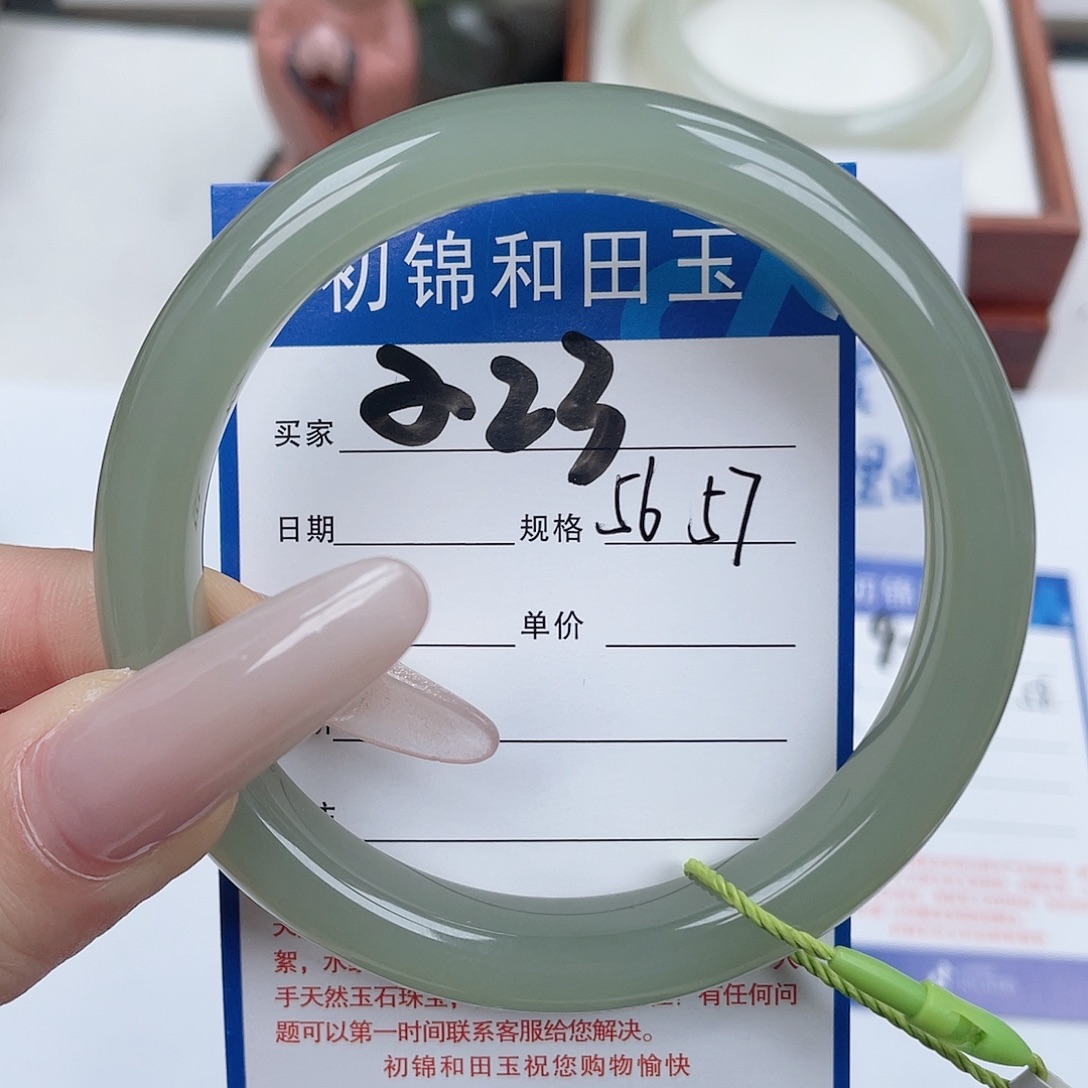 初锦和田玉
买家 223
日期 规格 56 57
单价
手天然玉石珠宝,
有任何问
题可以第一时间联系客服给您解决。
初锦和田玉祝您购物愉快